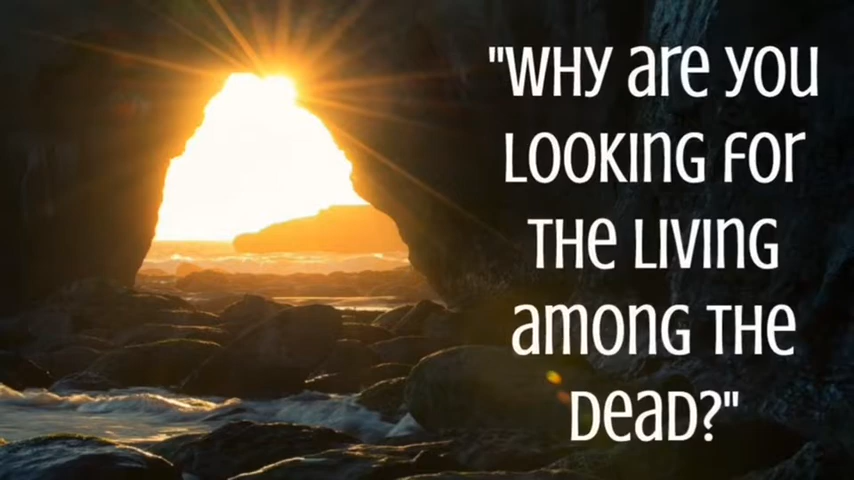 "Why are you
looking for
the living
among the
dead?"